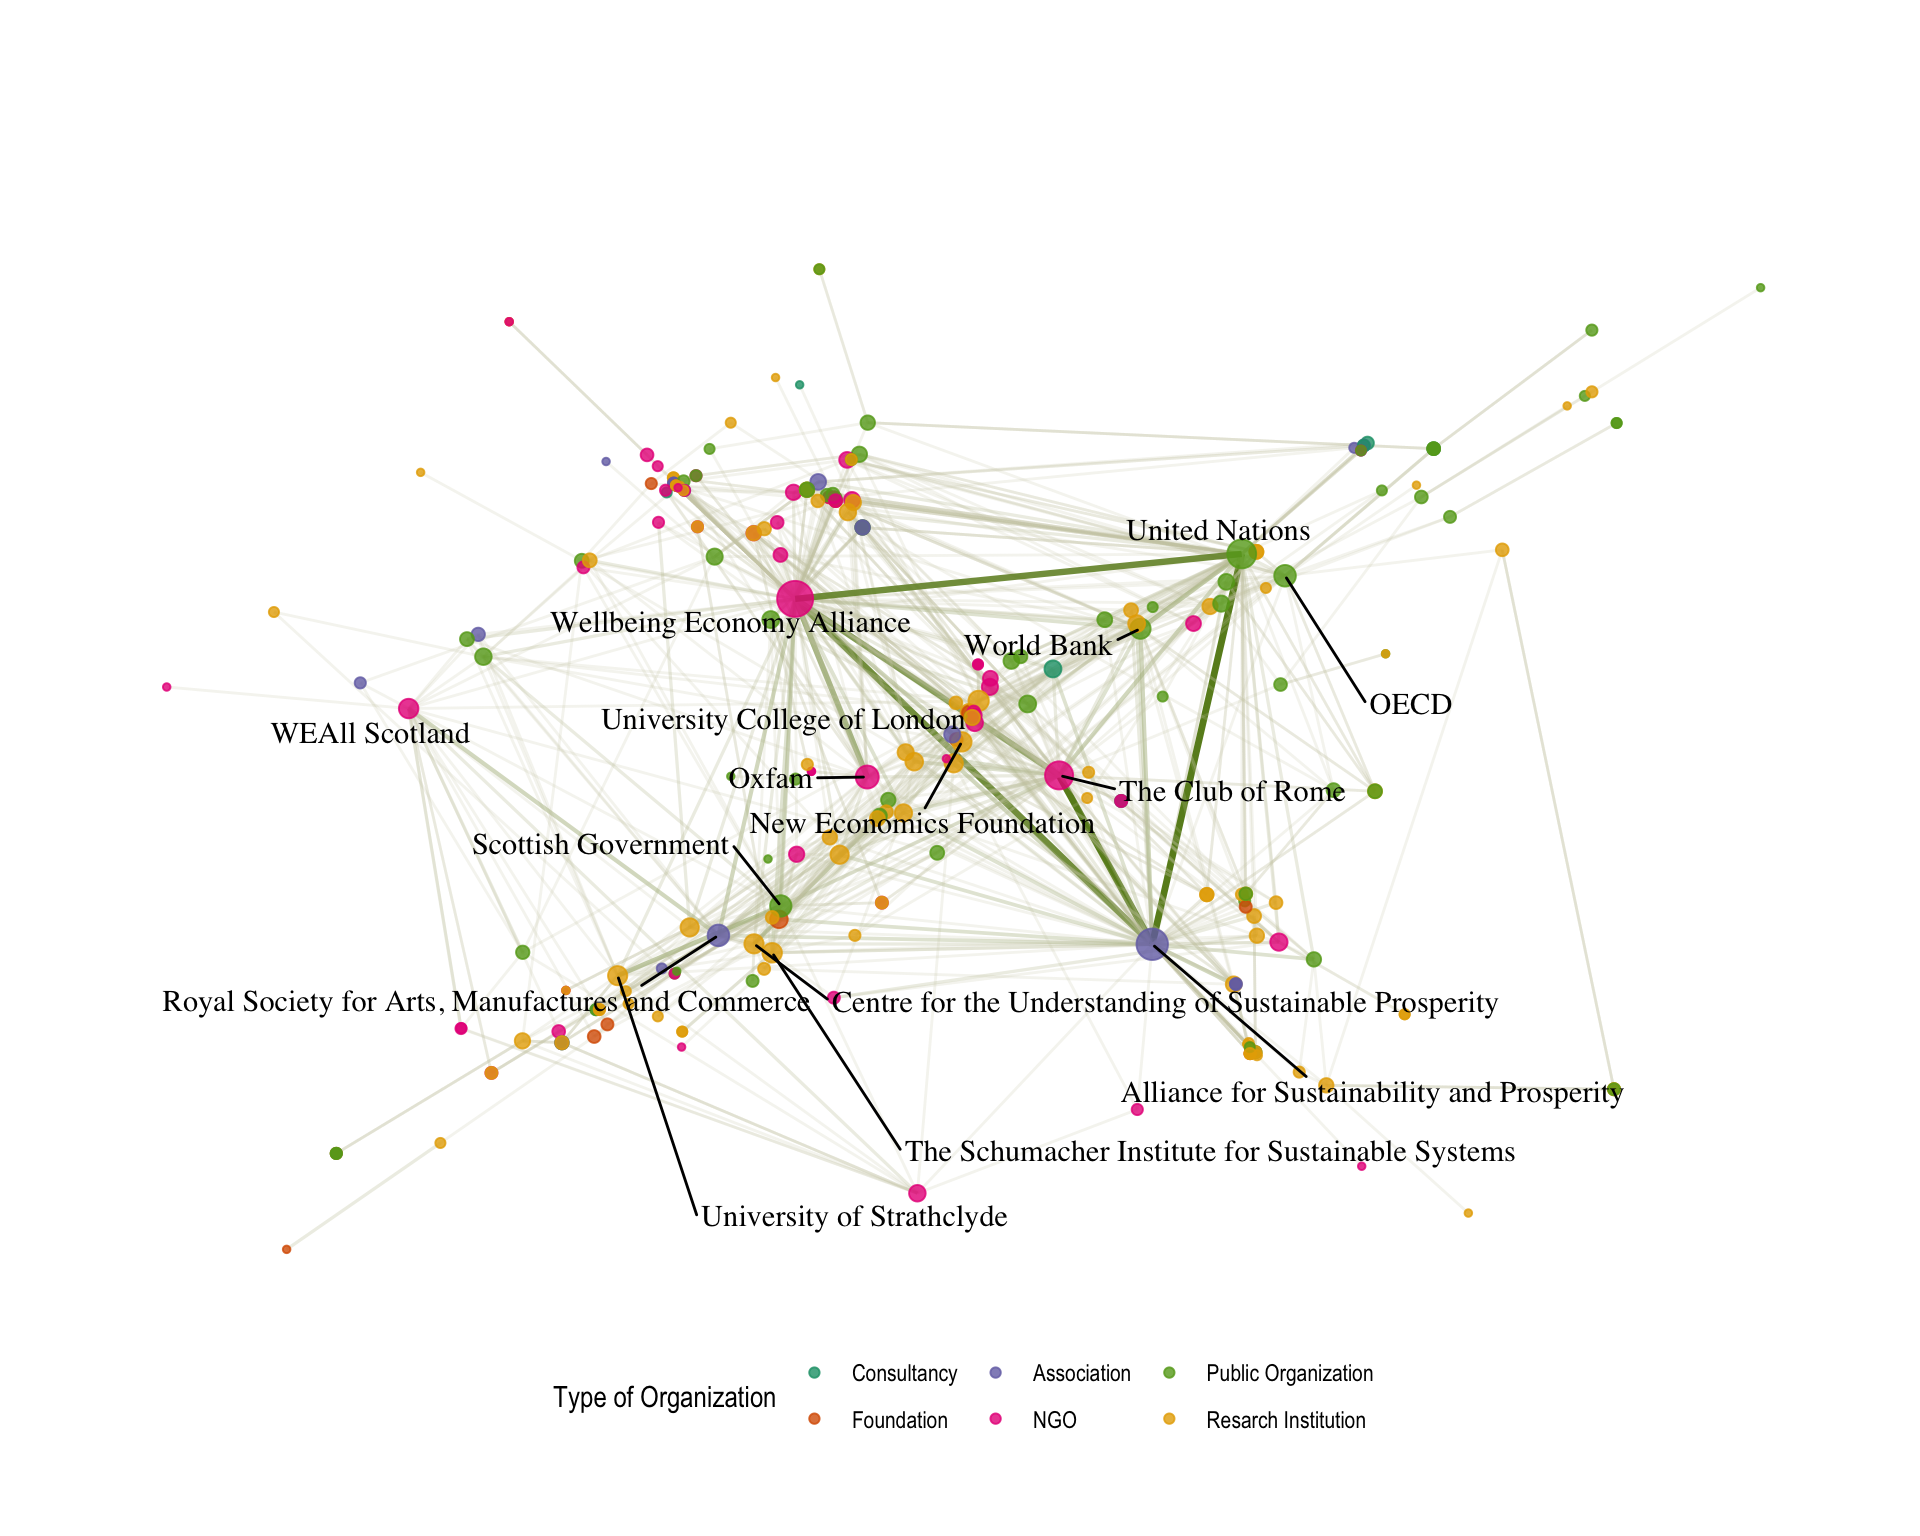 United Nations
Wellbeing Economy Alliance
World Bank
OECD
University College of London
WEAll Scotland
Oxfam
The Club of Rome
New Economics Foundation
Scottish Government
Royal Society for Arts, Manufactures and Commerce
Centre for the Understanding of Sustainable Prosperity
Alliance for Sustainability and Prosperity
The Schumacher Institute for Sustainable Systems
University of Strathclyde
Type of Organization
Consultancy
Association
Public Organization
Foundation
NGO
Resarch Institution